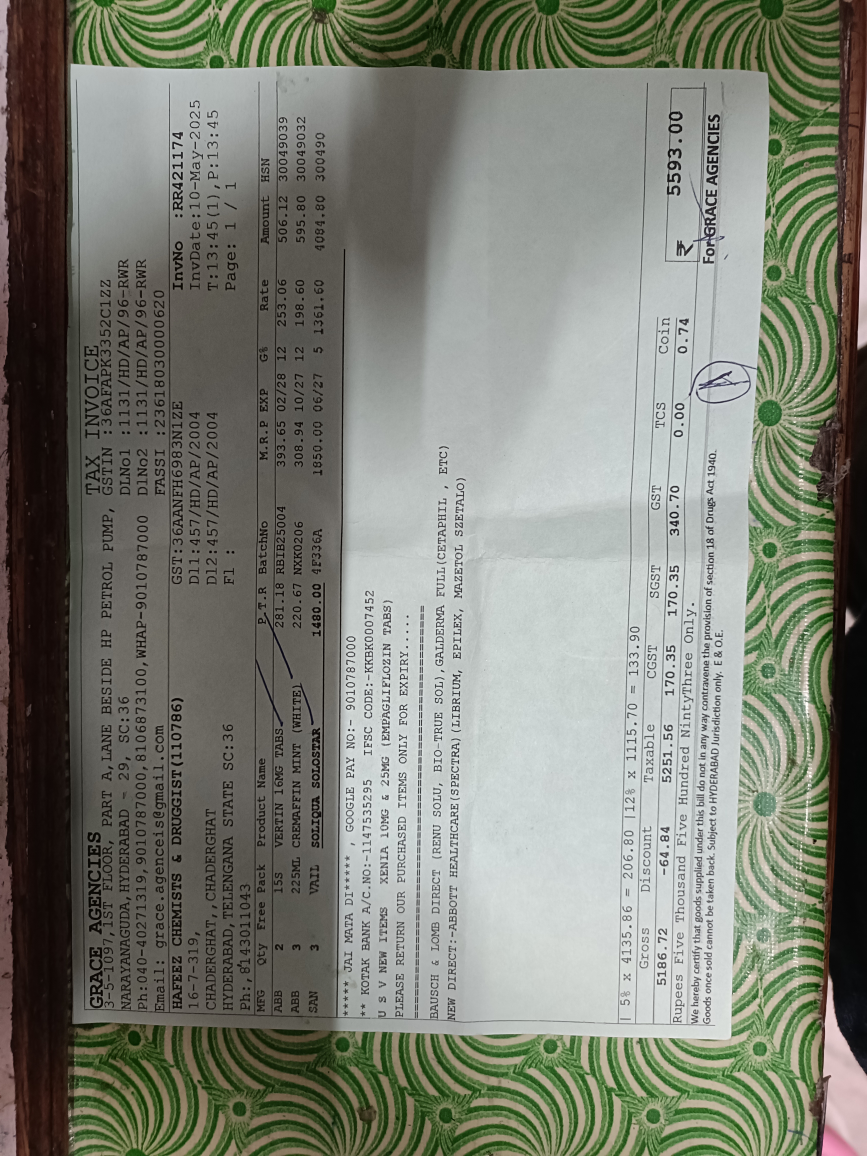 TAX INVOICE
GRACE AGENCIES
3-5-1097,1ST FLOOR, PART A,LANE BESIDE HP PETROL PUMP, GSTIN :36AFAPK3352C1ZZ
NARAYANAGUDA,HYDERABAD - 29, SC:36 DLNo1 :1131/HD/AP/96-RWR
Ph:040-40271319,9010787000,8106873100,WHAP-9010787000 DlNo2 :1131/HD/AP/96-RWR
Email: grace.agenceis@gmail.com FASSI :23618030000620
HAFEEZ CHEMISTS & DRUGGIST(110786) GST:36AANFH6983N1ZE InvNo :RR421174
16-7-319, Dl1:457/HD/AP/2004 InvDate:10-May-2025
CHADERGHAT,,CHADERGHAT Dl2:457/HD/AP/2004 T:13:45(1),P:13:45
HYDERABAD,TELENGANA STATE SC:36 Fl : Page: 1 / 1
Ph:,8143011043
MFG Qty Free Pack Product Name P.T.R BatchNo M.R.P EXP G% Rate Amount HSN
ABB 2 15S VERTIN 16MG TABS 281.18 RBIB25004 393.65 02/28 12 253.06 506.12 30049039
ABB 3 225ML CREMAFFIN MINT (WHITE) 220.67 NXK0206 308.94 10/27 12 198.60 595.80 30049032
SAN 3 VAIL SOLIQUA SOLOSTAR 1480.00 4F336A 1850.00 06/27 5 1361.60 4084.80 300490
***** JAI MATA DI***** , GOOGLE PAY NO:- 9010787000
** KOTAK BANK A/C.NO:-1147535295 IFSC CODE:-KKBK0007452
U S V NEW ITEMS XENIA 10MG & 25MG (EMPAGLIFLOZIN TABS)
PLEASE RETURN OUR PURCHASED ITEMS ONLY FOR EXPIRY.....
==========================================
BAUSCH & LOMB DIRECT (RENU SOLU, BIO-TRUE SOL),GALDERMA FULL(CETAPHIL , ETC)
NEW DIRECT:-ABBOTT HEALTHCARE(SPECTRA)(LIBRIUM, EPILEX, MAZETOL SZETALO)
| 5% x 4135.86 = 206.80 |12% x 1115.70 = 133.90
Gross Discount Taxable CGST SGST GST TCS Coin
5186.72 -64.84 5251.56 170.35 170.35 340.70 0.00 0.74 ₹ 5593.00
Rupees Five Thousand Five Hundred NintyThree Only.
We hereby certify that goods supplied under this bill do not in any way contravene the provision of section 18 of Drugs Act 1940.
Goods once sold cannot be taken back. Subject to HYDERABAD Jurisdiction only. E & O.E.
For GRACE AGENCIES